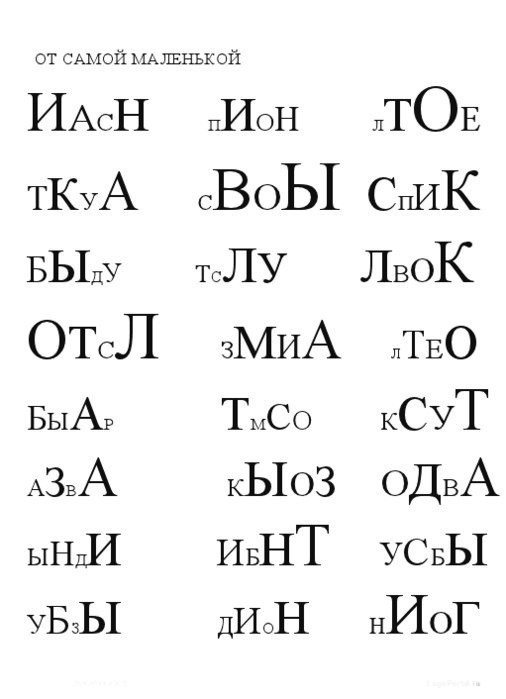 ОТ САМОЙ МАЛЕНЬКОЙ
ИАСН ПИОН ЛТОЕ
ТКУА СВОЫ СПИК
БЫДУ ТСЛУ ЛВОК
ОТСЛ ЗМИА ЛТЕО
БЫАР ТМСО КСУТ
АЗВА КЫОЗ ОДВА
ЫНДИ ИБНТ УСБЫ
УБЗЫ ДИОН НИОГ